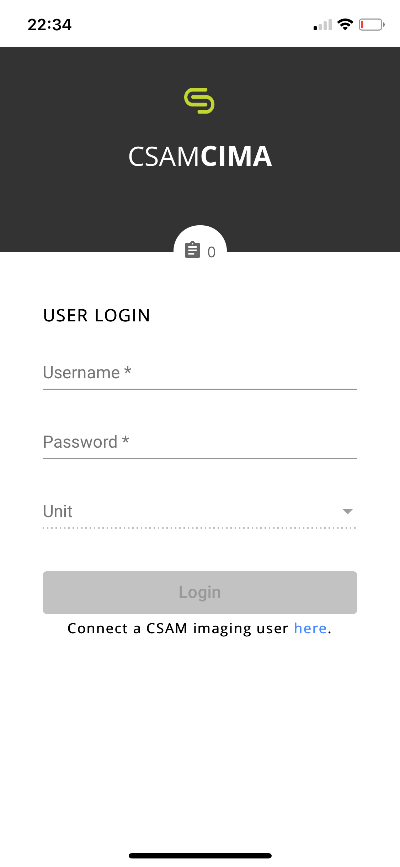 22:34
CSAMCIMA
0
USER LOGIN
Username *
Password *
Unit
Login
Connect a CSAM imaging user here.